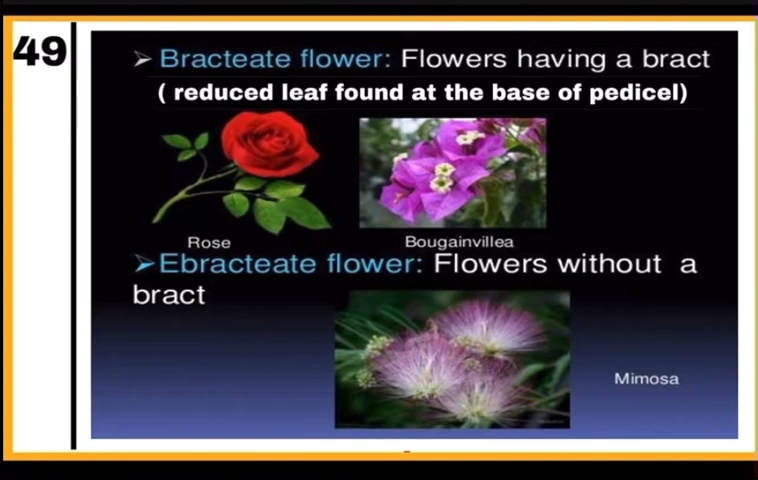 49
➢ Bracteate flower: Flowers having a bract
( reduced leaf found at the base of pedicel)
Rose
Bougainvillea
➢Ebracteate flower: Flowers without a
bract
Mimosa